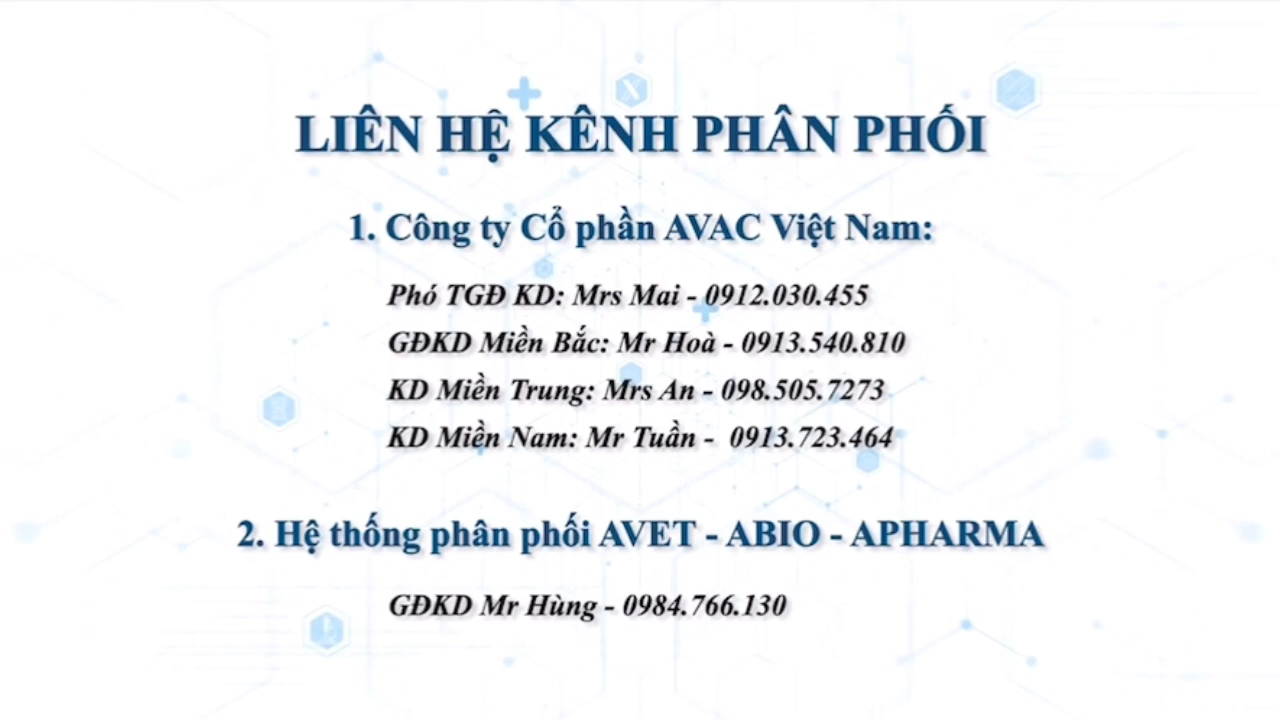 LIÊN HỆ KÊNH PHÂN PHỐI
1. Công ty Cổ phần AVAC Việt Nam:
Phó TGĐ KD: Mrs Mai - 0912.030.455
GĐKD Miền Bắc: Mr Hoà - 0913.540.810
KD Miền Trung: Mrs An - 098.505.7273
KD Miền Nam: Mr Tuần - 0913.723.464
2. Hệ thống phân phối AVET - ABIO - APHARMA
GĐKD Mr Hùng - 0984.766.130